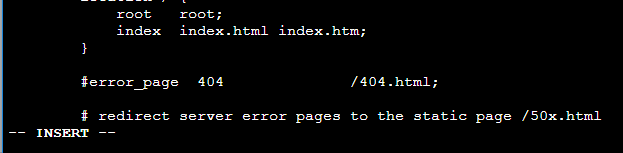 root   root;
index  index.html index.htm;
}
#error_page  404              /404.html;
# redirect server error pages to the static page /50x.html
-- INSERT --